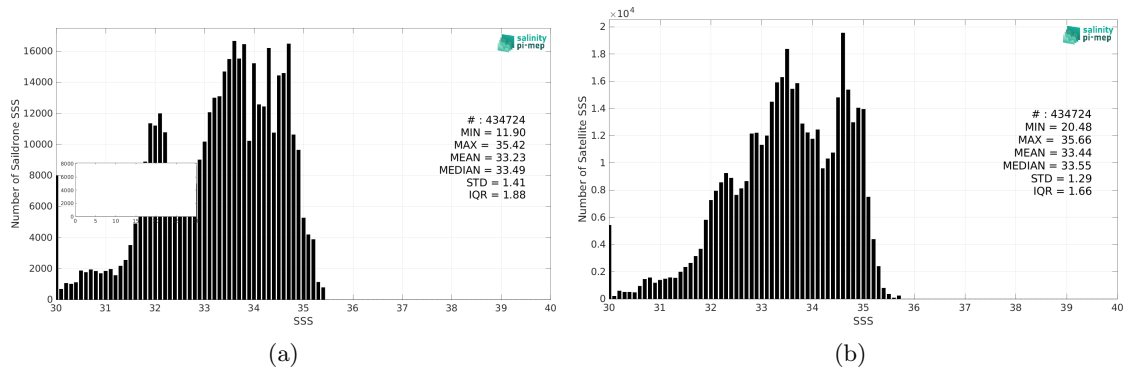 salinity
pi-mep
Number of Saildrone SSS
16000
14000
12000
10000
8000
6000
4000
2000
0
# : 434724
MIN = 11.90
MAX = 35.42
MEAN = 33.23
MEDIAN = 33.49
STD = 1.41
IQR = 1.88
8000
6000
4000
2000
0
0 5 10 15
30 31 32 33 34 35 36 37 38 39 40
SSS
(a)
×10⁴
salinity
pi-mep
Number of Satellite SSS
2
1.8
1.6
1.4
1.2
1
0.8
0.6
0.4
0.2
0
# : 434724
MIN = 20.48
MAX = 35.66
MEAN = 33.44
MEDIAN = 33.55
STD = 1.29
IQR = 1.66
30 31 32 33 34 35 36 37 38 39 40
SSS
(b)